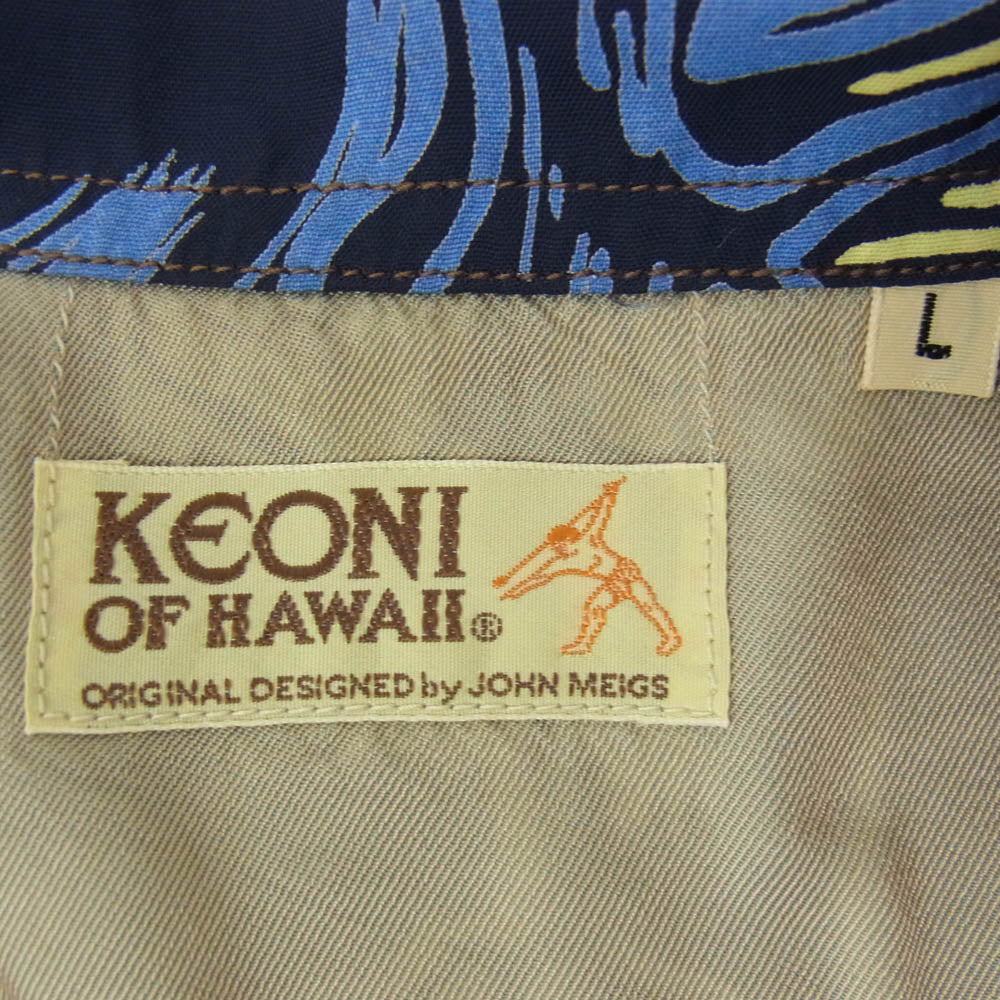 L
KEONI
OF HAWAII®
ORIGINAL DESIGNED by JOHN MEIGS